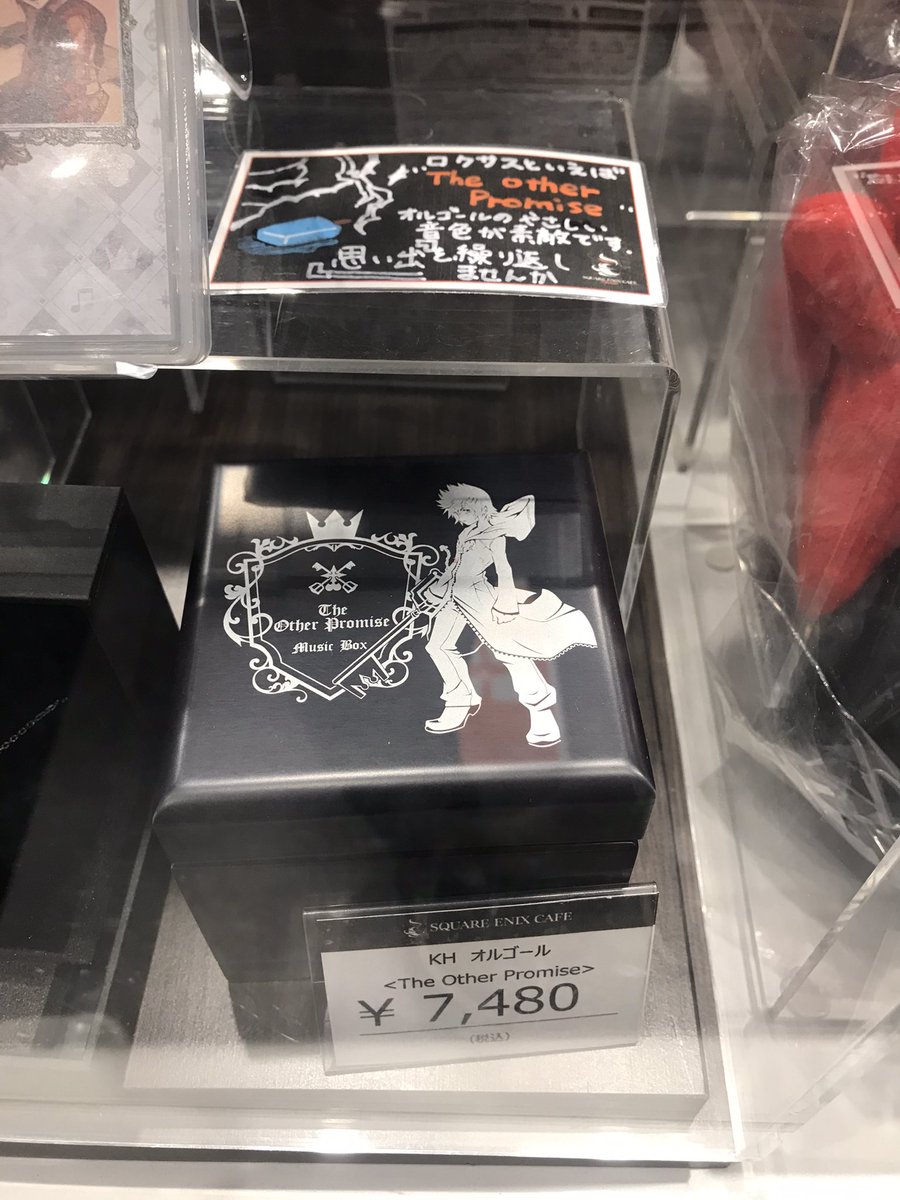 ロクサスといえば
The other
Promise
オルゴールのやさしい
音色が素敵です。
思い出を繰り返し
ませんか
SQUARE ENIX CAFE
The
Other Promise
Music Box
SQUARE ENIX CAFE
KH オルゴール
<The Other Promise>
¥ 7,480
(税込)